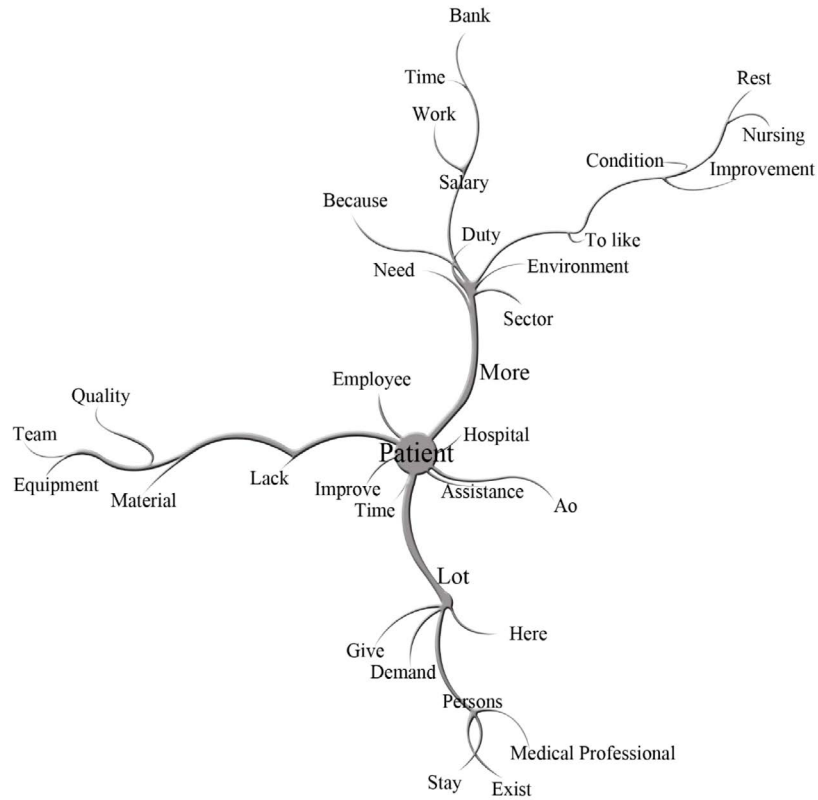 Bank
Time
Rest
Work
Nursing
Condition
Improvement
Salary
Because
Duty
To like
Need
Environment
Sector
More
Employee
Quality
Team
Hospital
Patient
Lack
Equipment
Improve
Assistance
Material
Time
Ao
Lot
Here
Give
Demand
Persons
Medical Professional
Stay
Exist